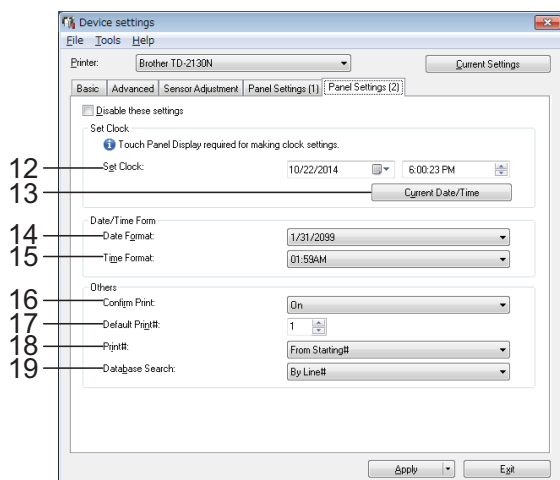 Device settings
File Tools Help
Printer: Brother TD-2130N Current Settings
Basic Advanced Sensor Adjustment Panel Settings (1) Panel Settings (2)
Disable these settings
Set Clock
Touch Panel Display required for making clock settings.
12 Set Clock: 10/22/2014 6:00:23 PM
13 Current Date/Time
Date/Time Form
14 Date Format: 1/31/2099
15 Time Format: 01:59AM
Others
16 Confirm Print: On
17 Default Print#: 1
18 Print#: From Starting#
19 Database Search: By Line#
Apply Exit